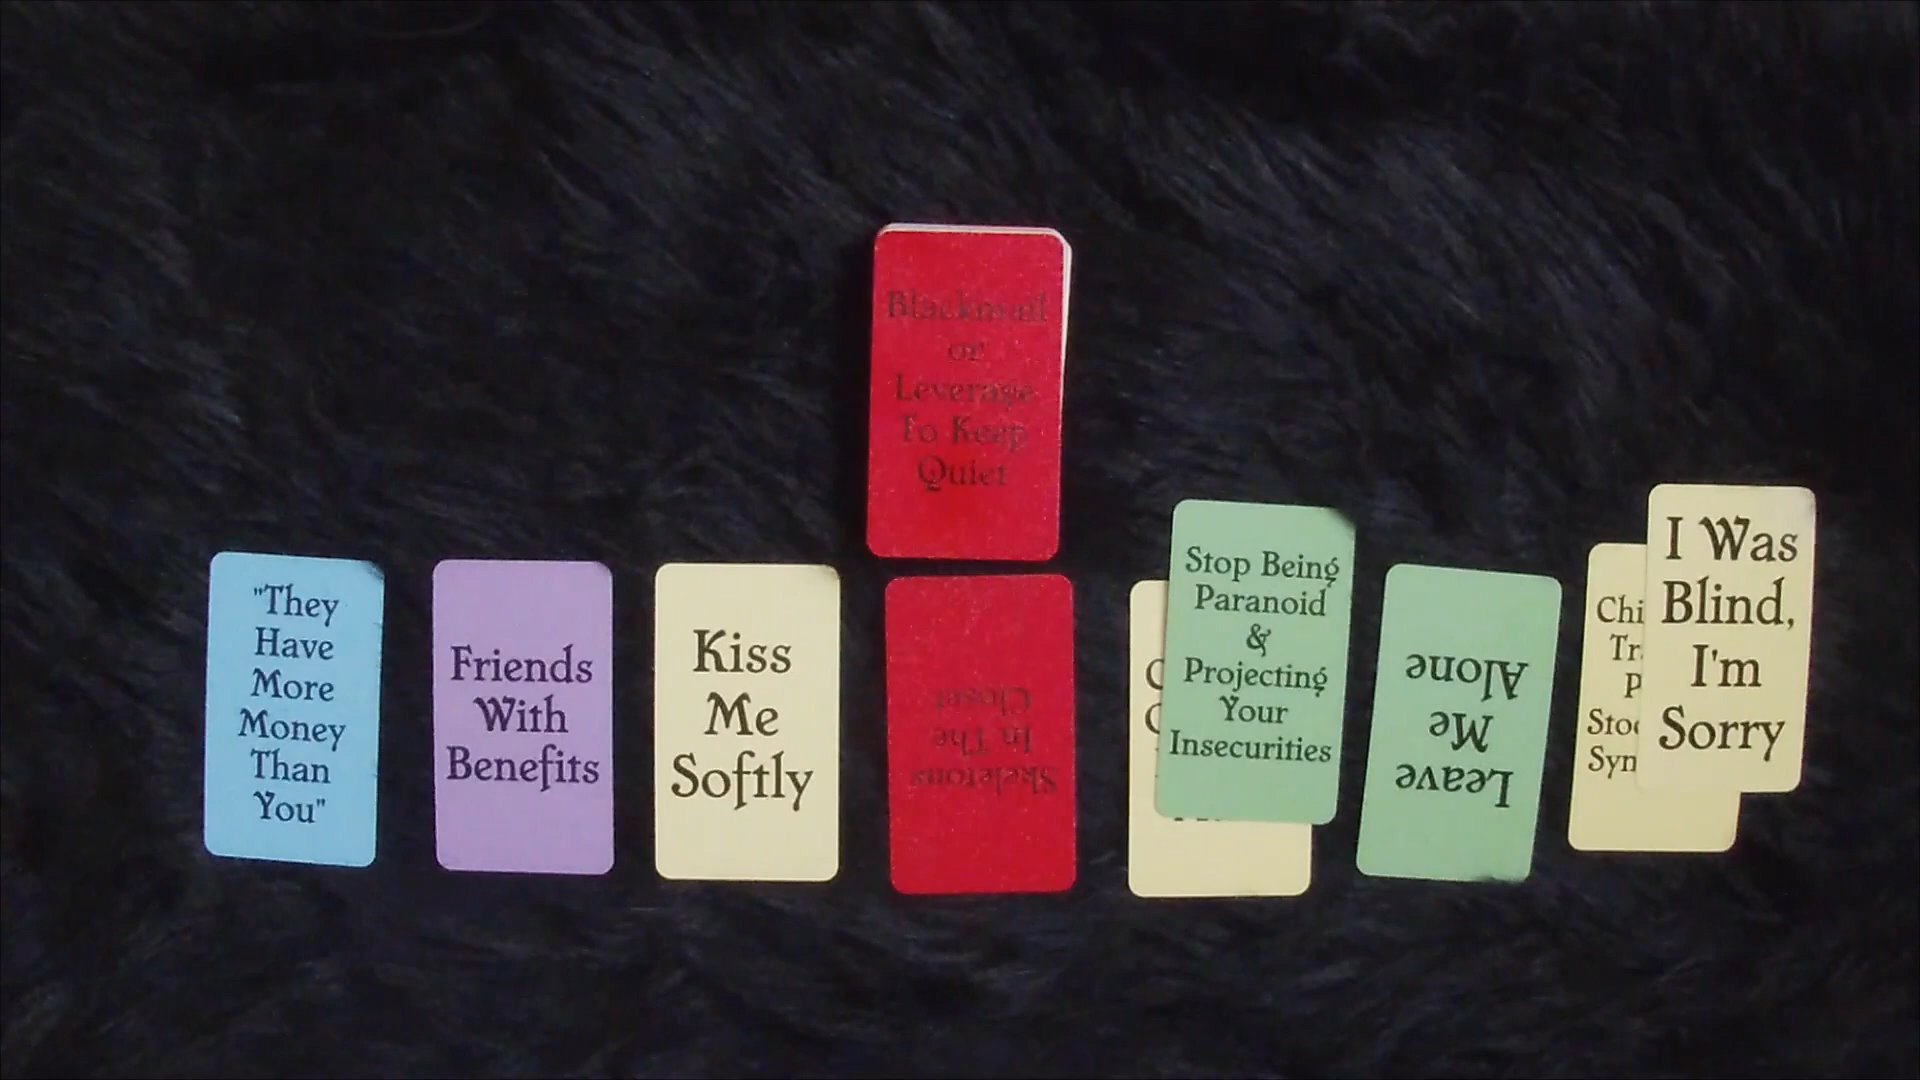 Blackmail
or
Leverage
To Keep
Quiet
"They
Have
More
Money
Than
You"
Friends
With
Benefits
Kiss
Me
Softly
Skeletons
In The
Closet
Stop Being
Paranoid
&
Projecting
Your
Insecurities
Leave
Me
Alone
I Was
Blind,
I'm
Sorry